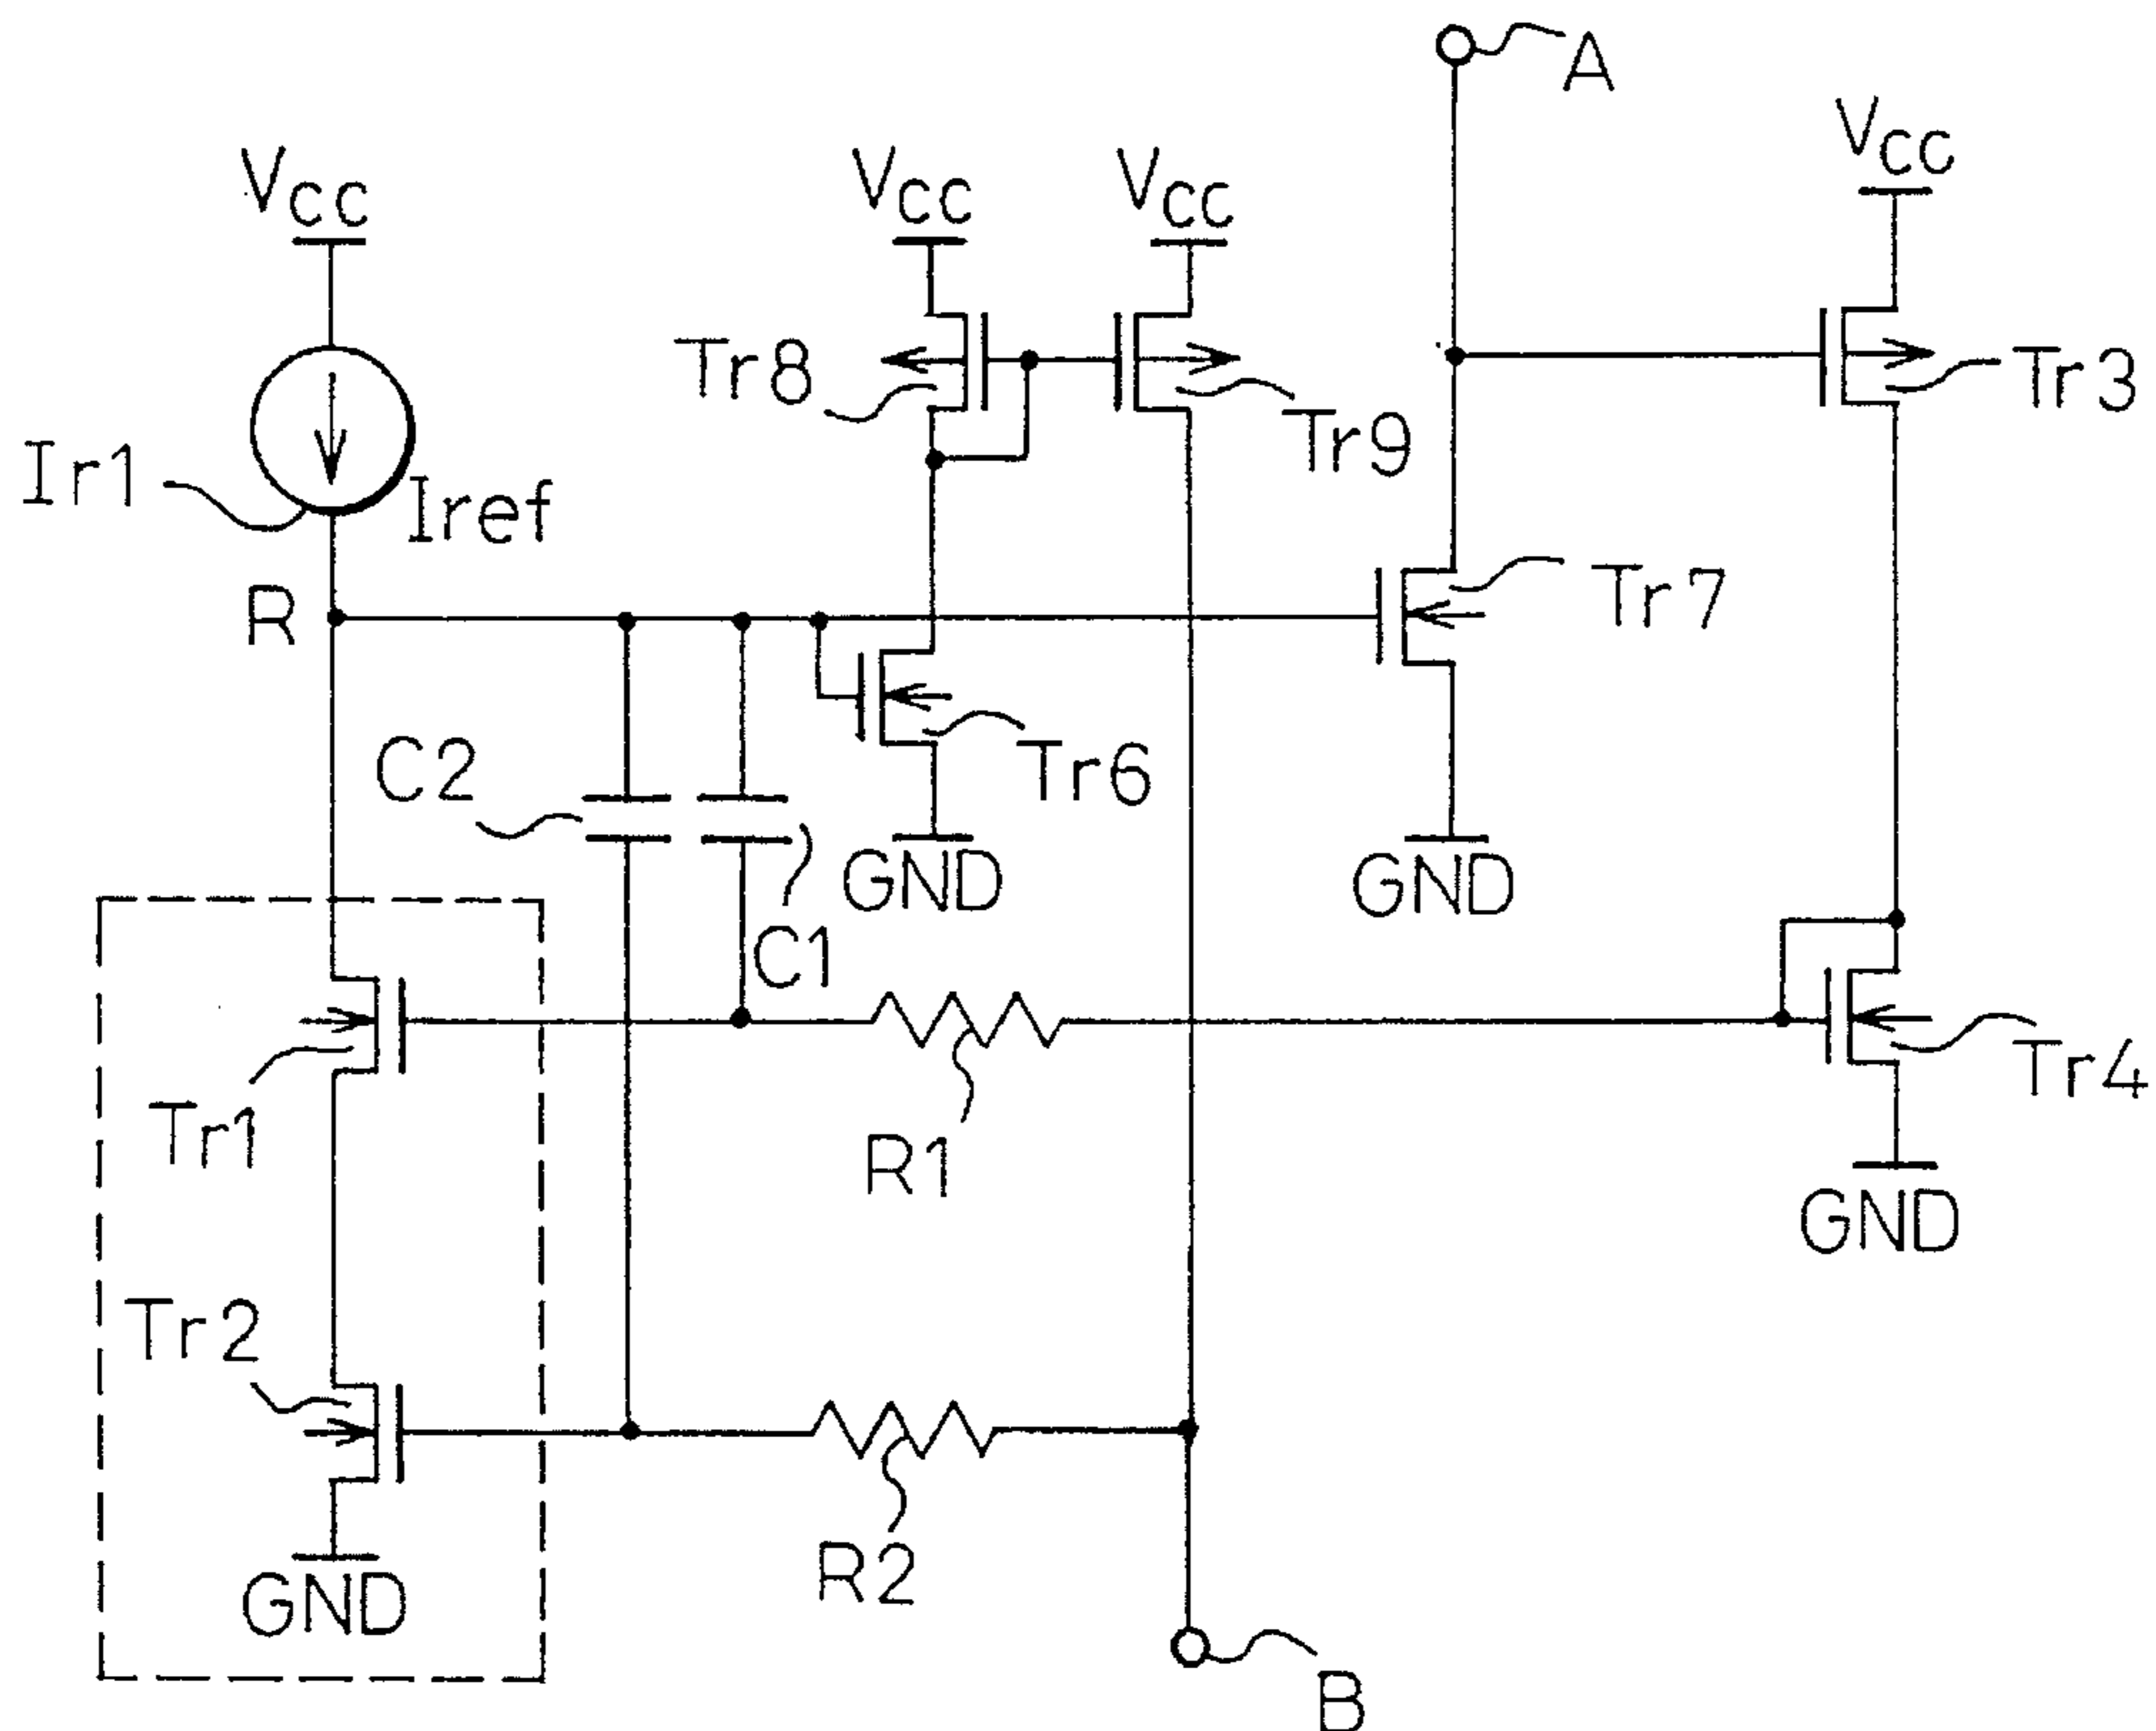 A
Vcc
Vcc
Vcc
Vcc
Tr8
Tr9
Tr3
Ir1
Iref
R
Tr7
C2
Tr6
GND
GND
C1
Tr1
R1
Tr4
GND
Tr2
R2
GND
B